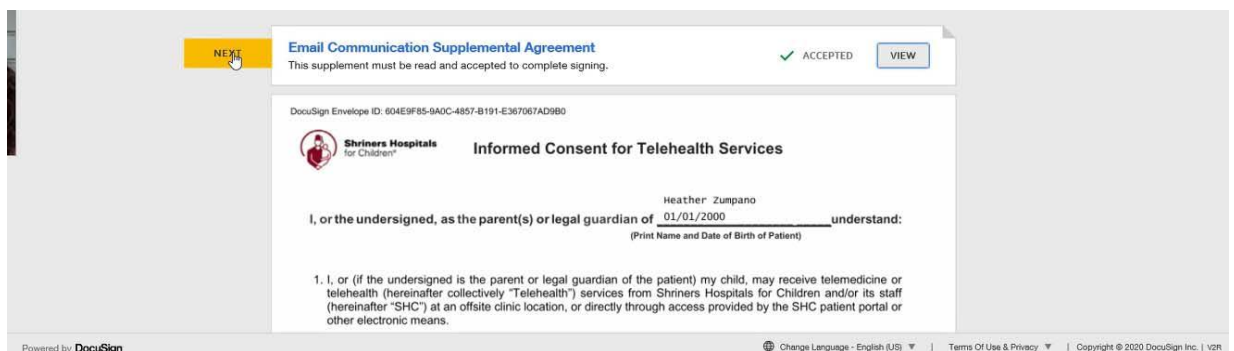 NEXT
Email Communication Supplemental Agreement
This supplement must be read and accepted to complete signing.
ACCEPTED
VIEW
DocuSign Envelope ID: 604E9F85-9A0C-4857-B191-E367067AD9B0
Shriners Hospitals
for Children®
Informed Consent for Telehealth Services
Heather Zumpano
I, or the undersigned, as the parent(s) or legal guardian of 01/01/2000 understand:
(Print Name and Date of Birth of Patient)
1. I, or (if the undersigned is the parent or legal guardian of the patient) my child, may receive telemedicine or
telehealth (hereinafter collectively "Telehealth") services from Shriners Hospitals for Children and/or its staff
(hereinafter "SHC") at an offsite clinic location, or directly through access provided by the SHC patient portal or
other electronic means.
Powered by DocuSign
Change Language - English (US) ▼ | Terms Of Use & Privacy ▼ | Copyright © 2020 DocuSign Inc. | V2R